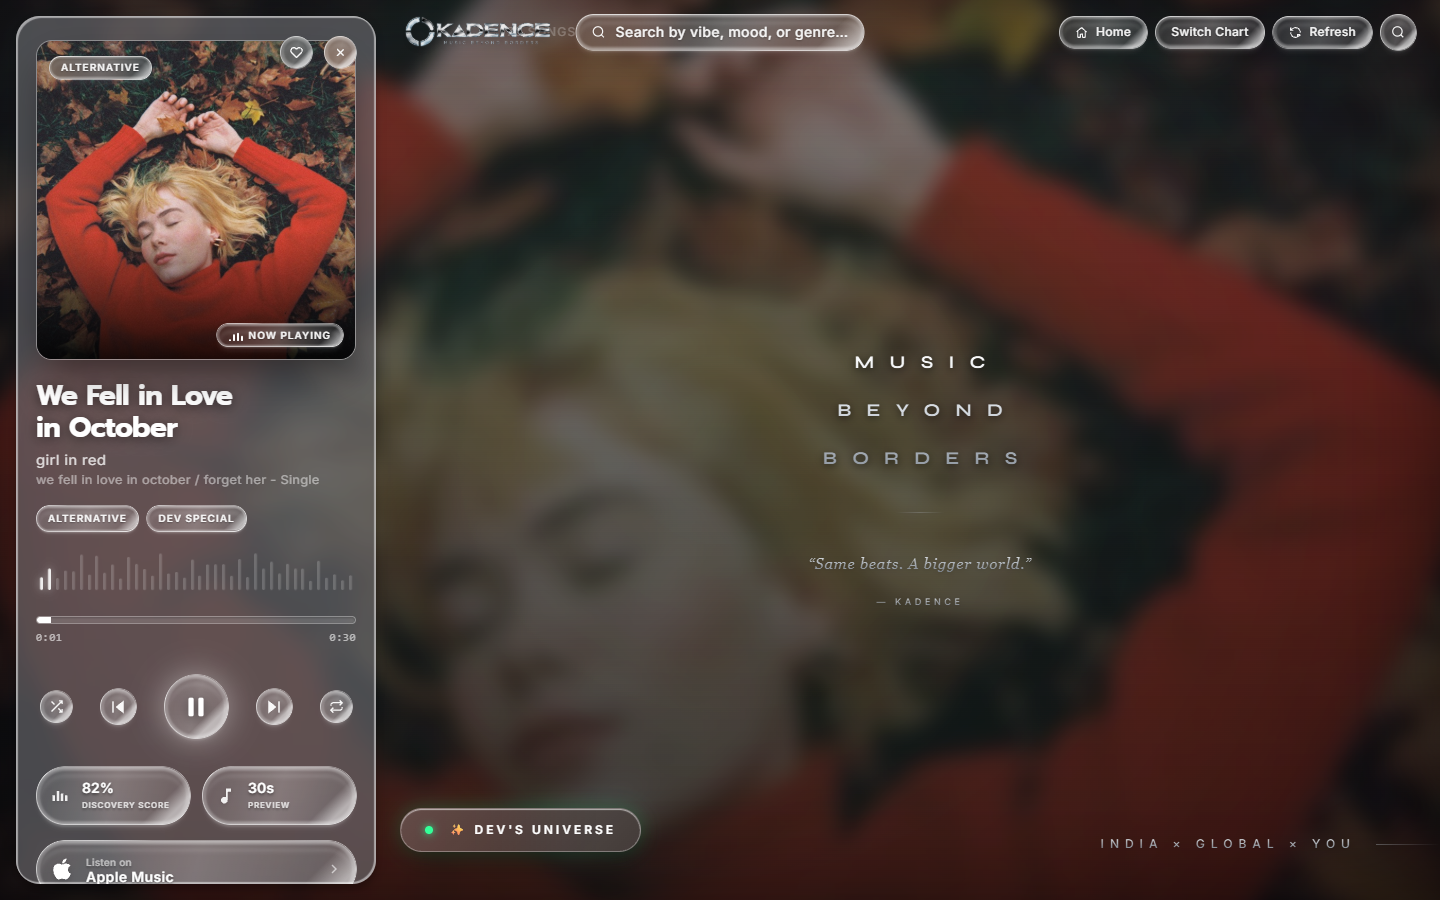 ALTERNATIVE
NOW PLAYING
We Fell in Love
in October
girl in red
we fell in love in october / forget her - Single
ALTERNATIVE
DEV SPECIAL
0:01
0:30
82%
DISCOVERY SCORE
30s
PREVIEW
Listen on
Apple Music
KADENCE
Search by vibe, mood, or genre...
Home
Switch Chart
Refresh
MUSIC
BEYOND
BORDERS
“Same beats. A bigger world.”
— KADENCE
✨ DEV'S UNIVERSE
INDIA × GLOBAL × YOU